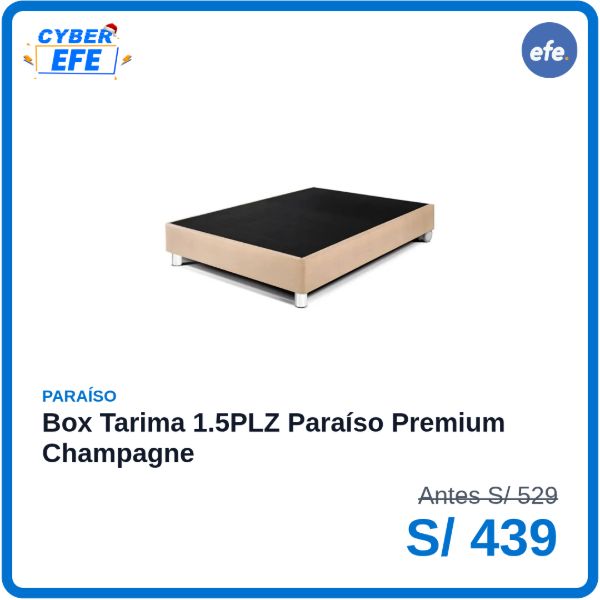 CYBER
EFE
efe.
PARAÍSO
Box Tarima 1.5PLZ Paraíso Premium
Champagne
Antes S/ 529
S/ 439